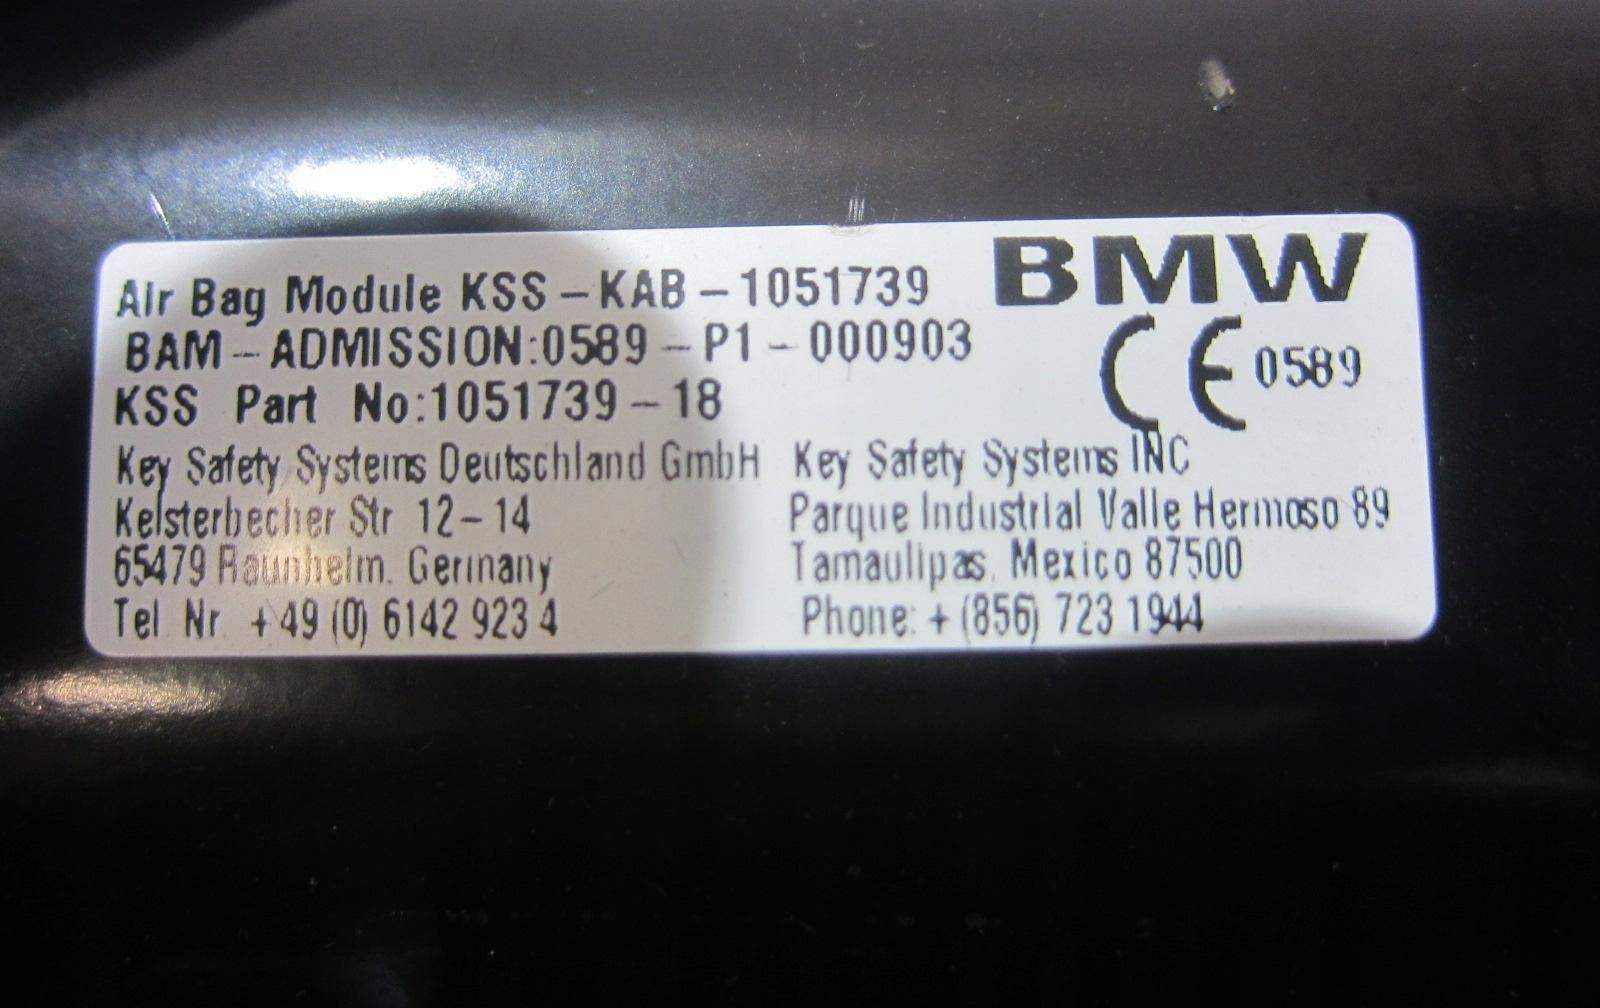 Air Bag Module KSS-KAB-1051739
BMW
BAM-ADMISSION:0589-P1-000903
CE 0589
KSS Part No:1051739-18
Key Safety Systems Deutschland GmbH
Kelsterbecher Str 12-14
65479 Raunheim. Germany
Tel Nr. +49 (0) 6142 923 4
Key Safety Systems INC
Parque Industrial Valle Hermoso 89
Tamaulipas. Mexico 87500
Phone: +(856) 723 1944